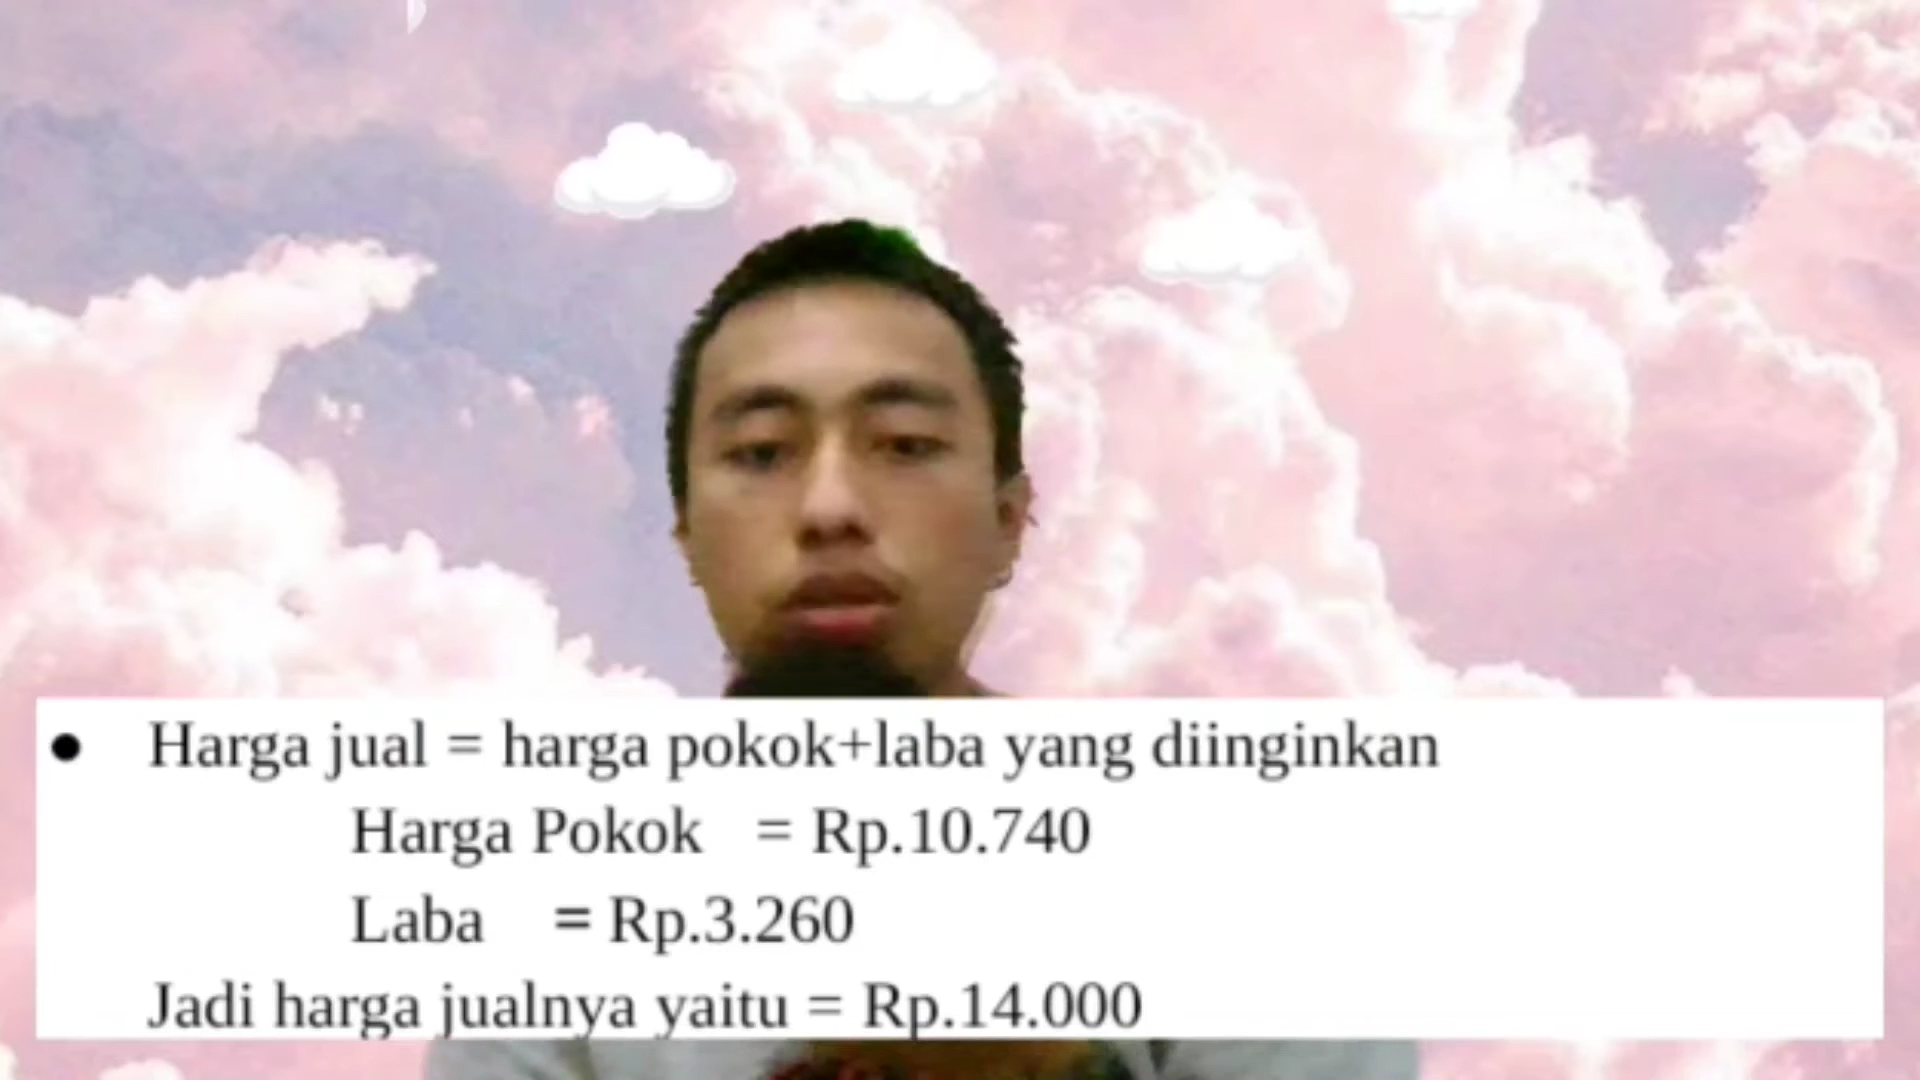 ● Harga jual = harga pokok+laba yang diinginkan
Harga Pokok = Rp.10.740
Laba = Rp.3.260
Jadi harga jualnya yaitu = Rp.14.000